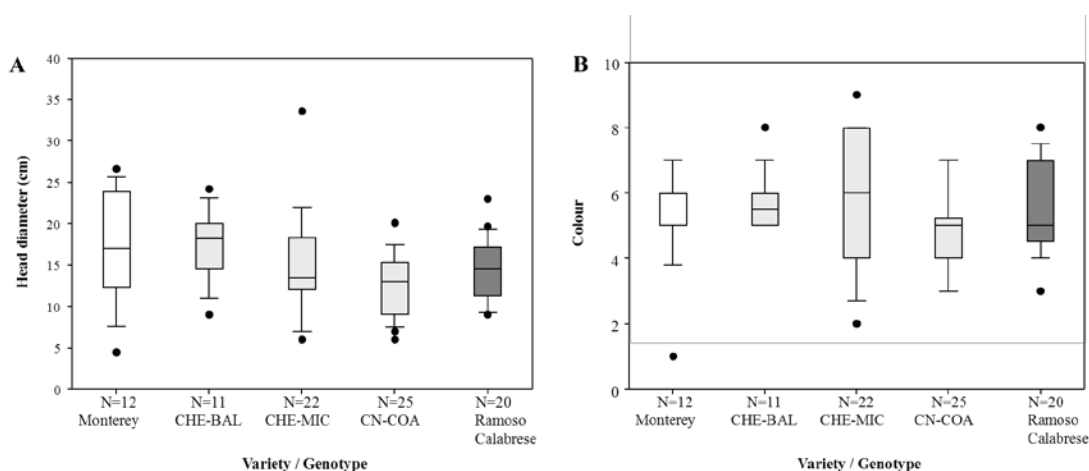 A
B
40
35
30
25
20
15
10
5
0
Head diameter (cm)
N=12 N=11 N=22 N=25 N=20
Monterey CHE-BAL CHE-MIC CN-COA Ramoso
Calabrese
Variety / Genotype
10
8
6
4
2
0
Colour
N=12 N=11 N=22 N=25 N=20
Monterey CHE-BAL CHE-MIC CN-COA Ramoso
Calabrese
Variety / Genotype